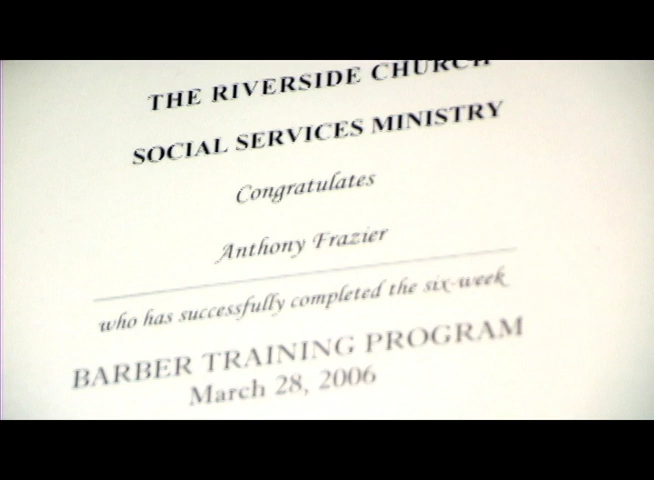 THE RIVERSIDE CHURCH
SOCIAL SERVICES MINISTRY
Congratulates
Anthony Frazier
who has successfully completed the six-week
BARBER TRAINING PROGRAM
March 28, 2006